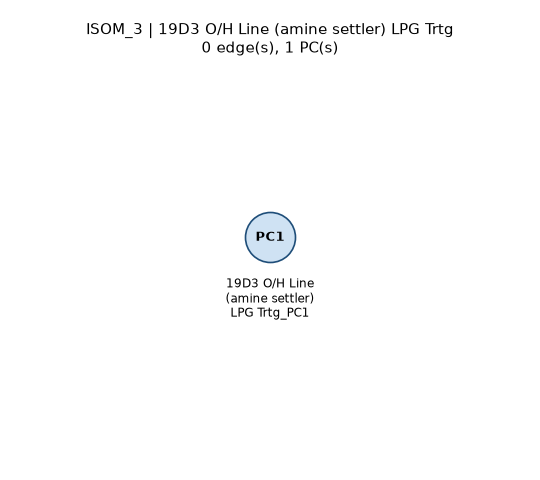 ISOM_3 | 19D3 O/H Line (amine settler) LPG Trtg
0 edge(s), 1 PC(s)
PC1
19D3 O/H Line
(amine settler)
LPG Trtg_PC1